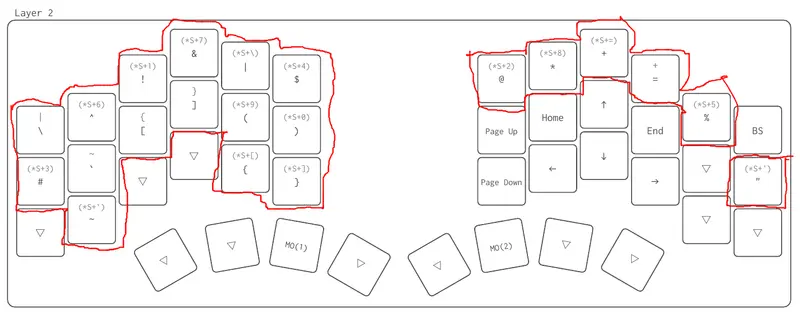 Layer 2
| (*S+6) (*S+1) (*S+7) (*S+\) (*S+4) (*S+2) (*S+8) (*S+=) + (*S+5)
\ ^ ! & | $ @ * + = % BS
(*S+3) ~ { } (*S+9) (*S+0)
# ` [ ] ( ) Page Up Home ↑ End ▽ (*S+') "
▽ (*S+`) ▽ ▽ (*S+[) (*S+])
~ { } Page Down ← ↓ → ▽ ▽
▽ ▽ MO(1) ▽ ▽ MO(2) ▽ ▽